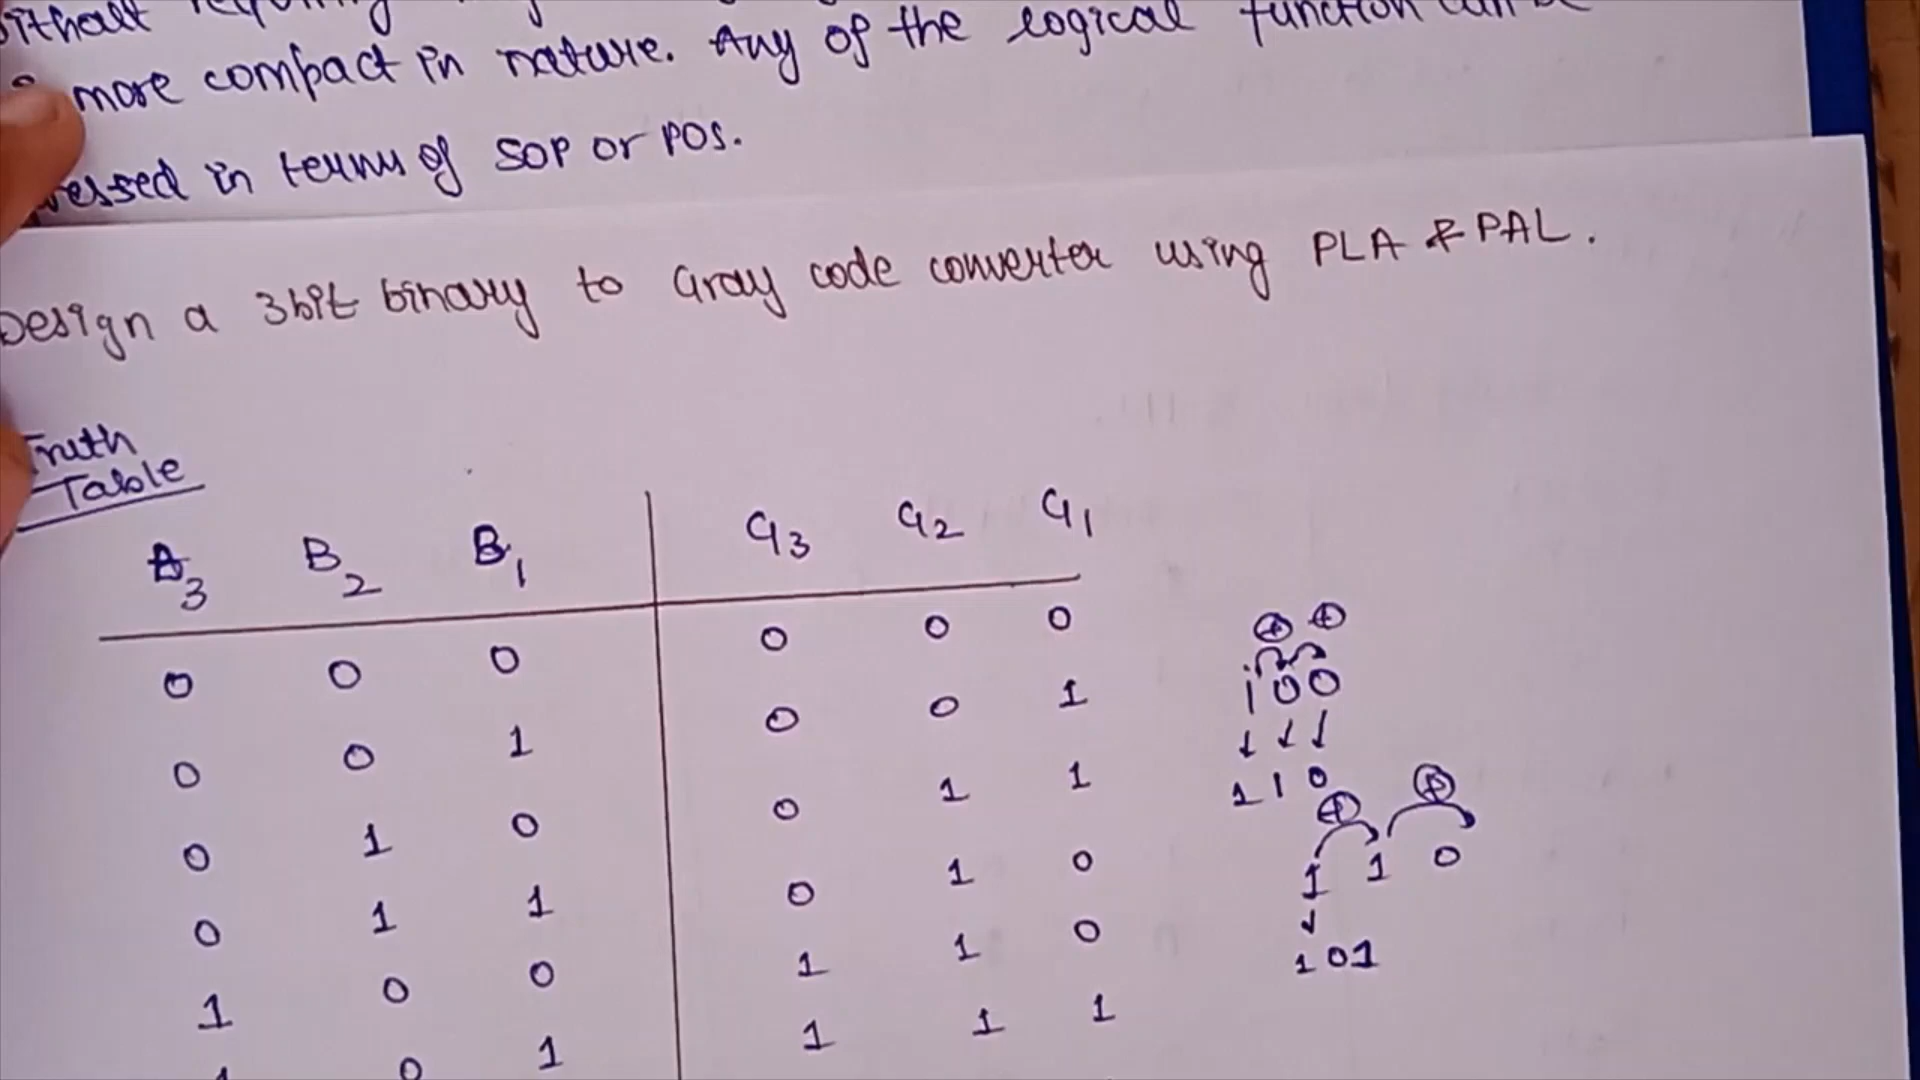 more compact in nature. Any of the logical function
in terms of SOP or POS.
Design a 3bit binary to Gray code converter using PLA & PAL.
Truth
Table
B3 B2 B1 G3 G2 G1
0 0 0 0 0 0
0 0 1 0 0 1
0 1 0 0 1 1
0 1 1 0 1 0
1 0 0 1 1 0
0 1 1 1 1
⊕ ⊕
1 0 0
↓ ↓ ↓
1 1 0
⊕ ⊕
1 1 0
↓
1 0 1